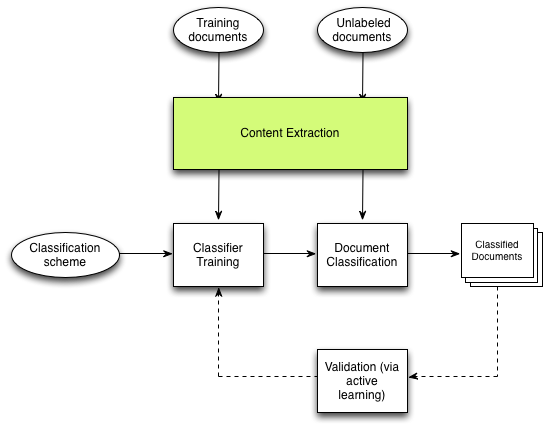 Training
documents
Unlabeled
documents
Content Extraction
Classification
scheme
Classifier
Training
Document
Classification
Classified
Documents
Validation (via
active
learning)